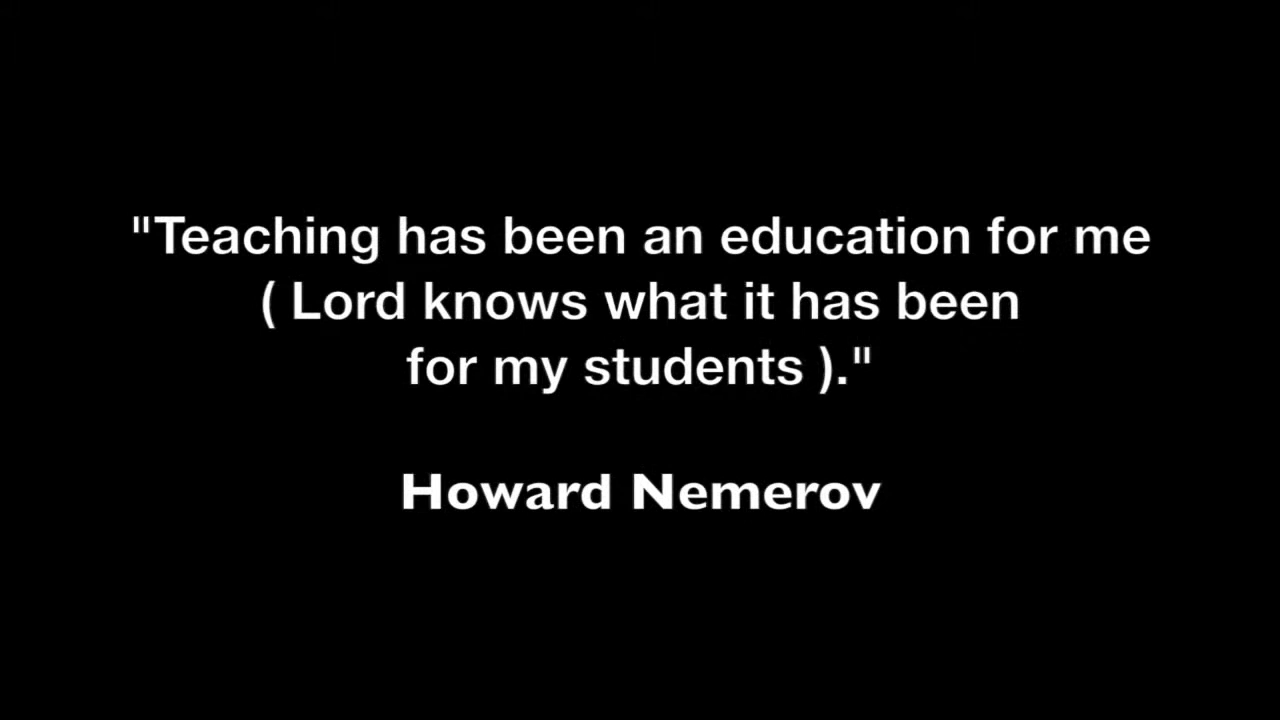 "Teaching has been an education for me
( Lord knows what it has been
for my students )."
Howard Nemerov